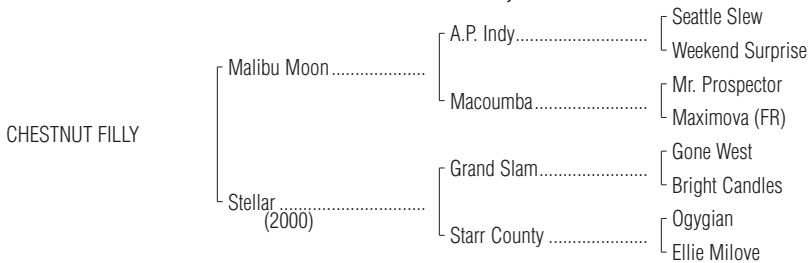 CHESTNUT FILLY
Malibu Moon....................
Stellar ................................
(2000)
A.P. Indy.............................
Macoumba.........................
Grand Slam........................
Starr County ......................
Seattle Slew
Weekend Surprise
Mr. Prospector
Maximova (FR)
Gone West
Bright Candles
Ogygian
Ellie Milove